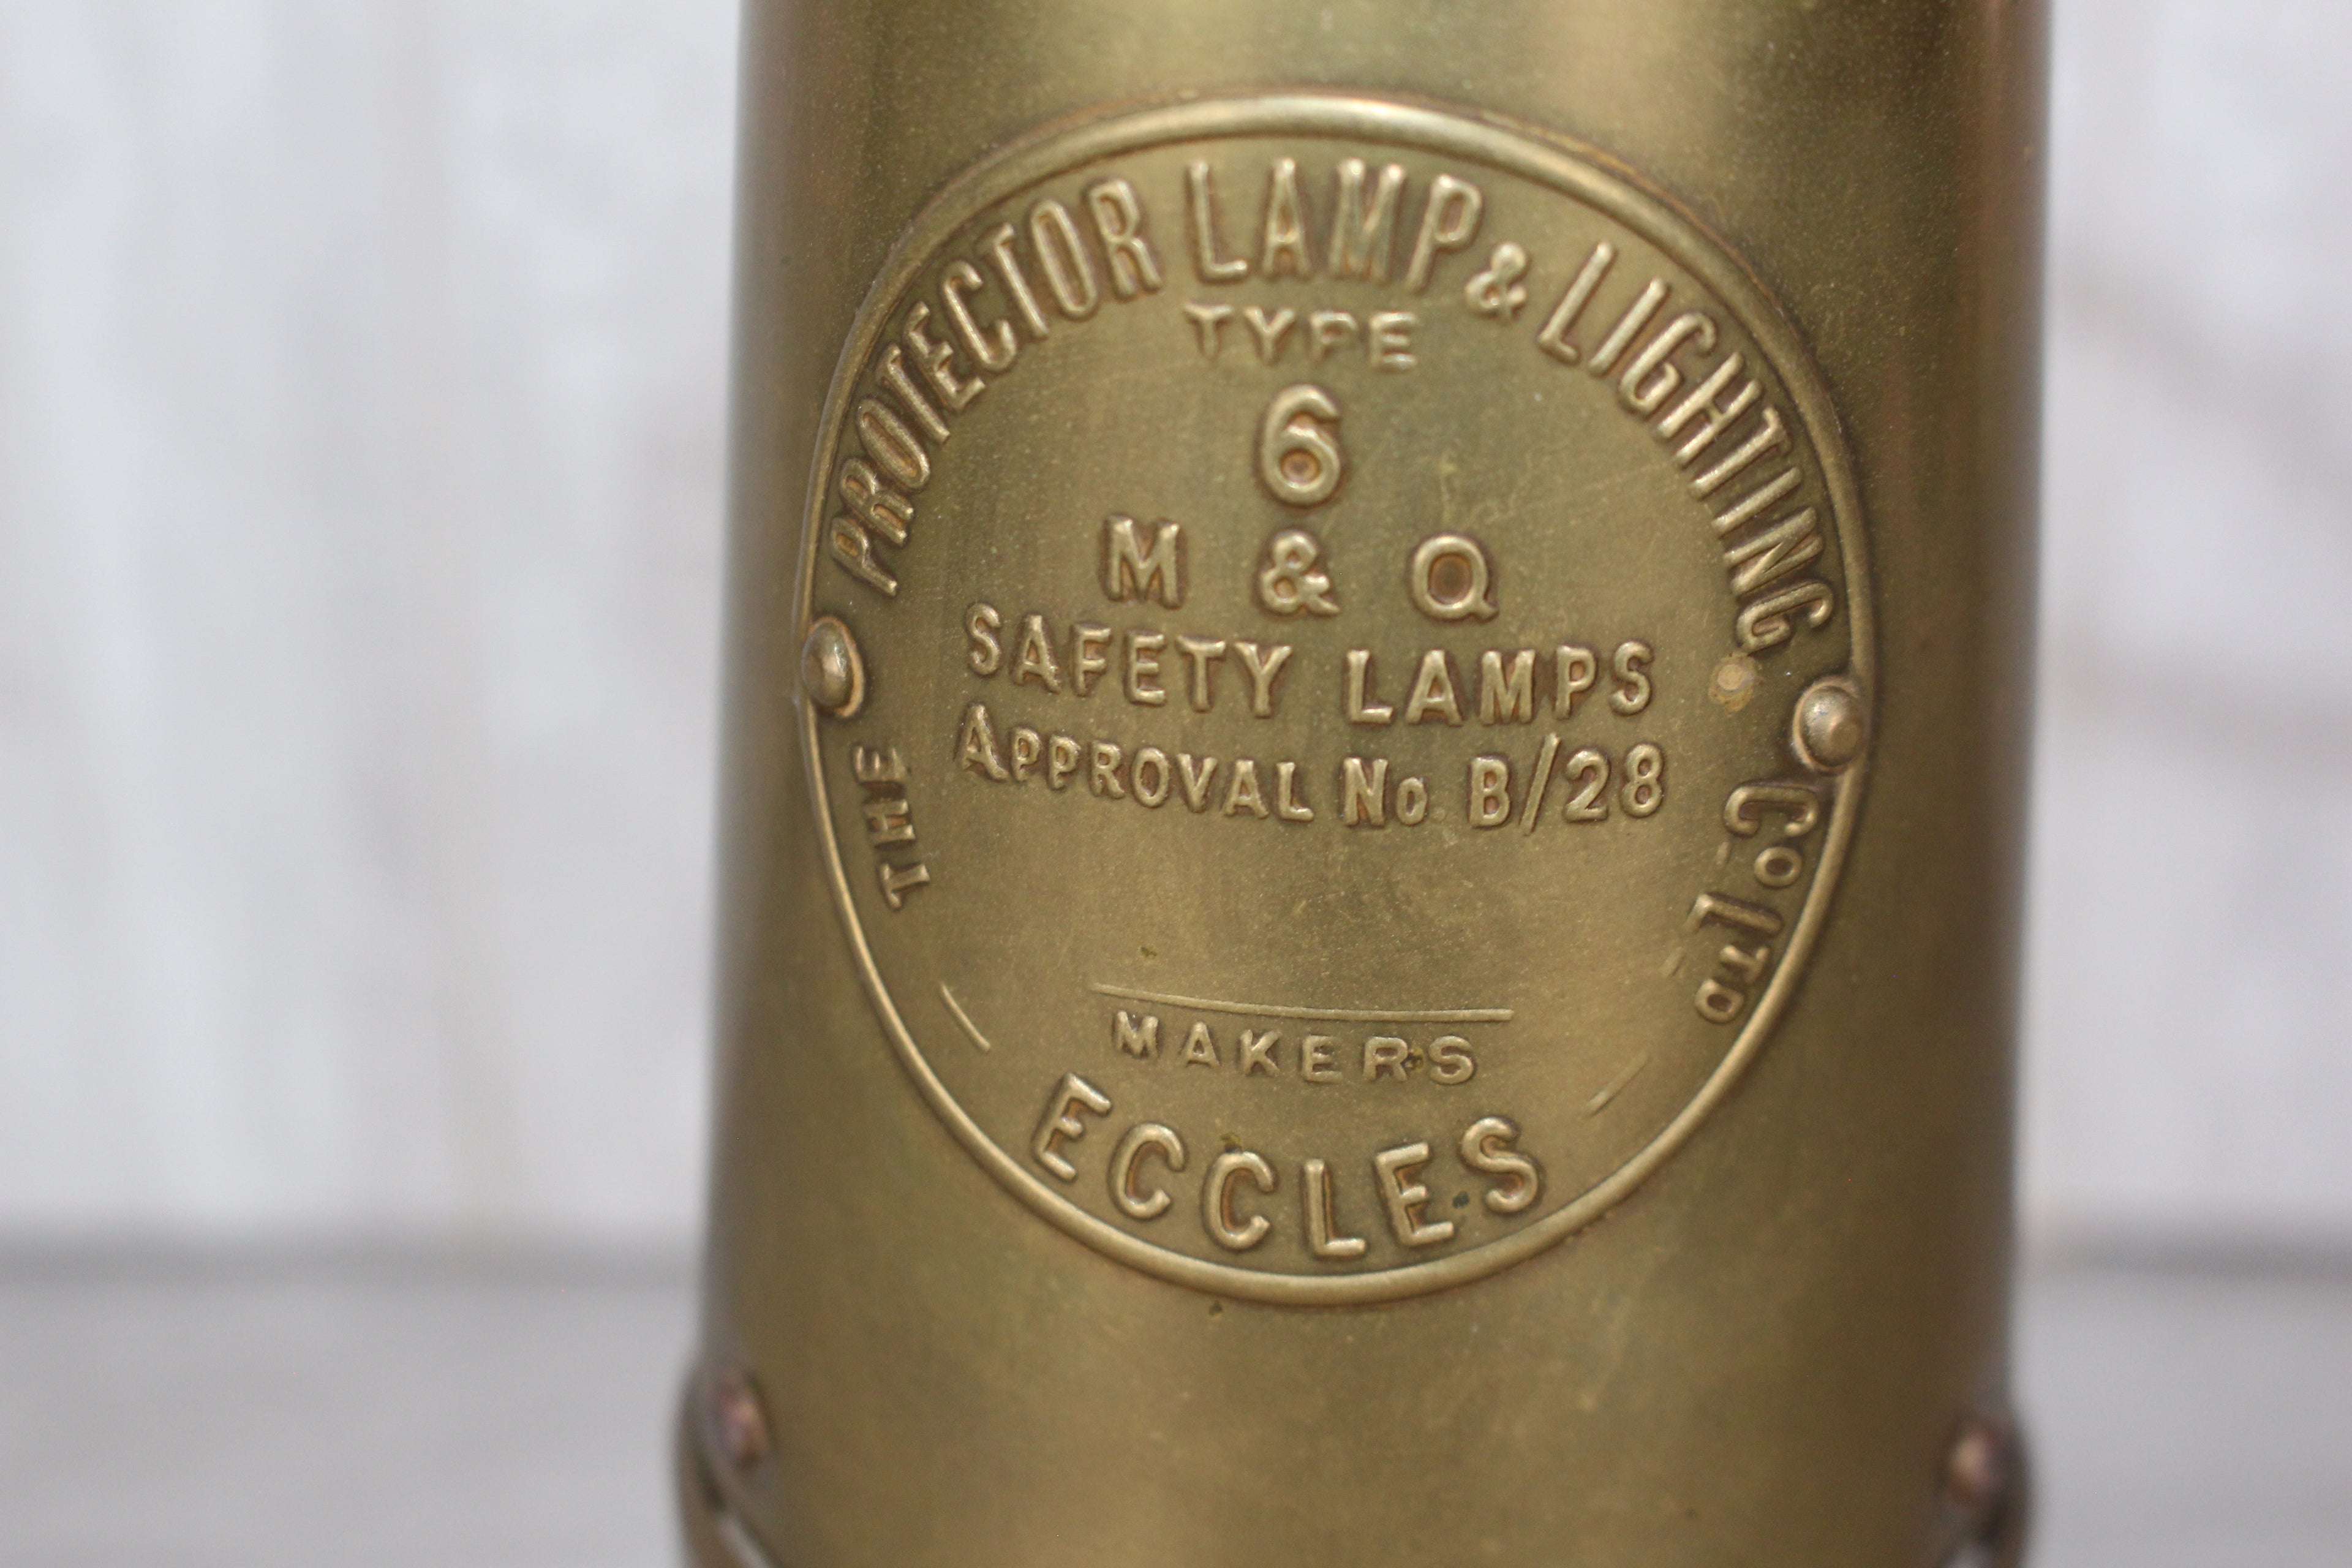 THE PROTECTOR LAMP & LIGHTING Co LTD
TYPE
6
M & Q
SAFETY LAMPS
APPROVAL No B/28
MAKERS
ECCLES